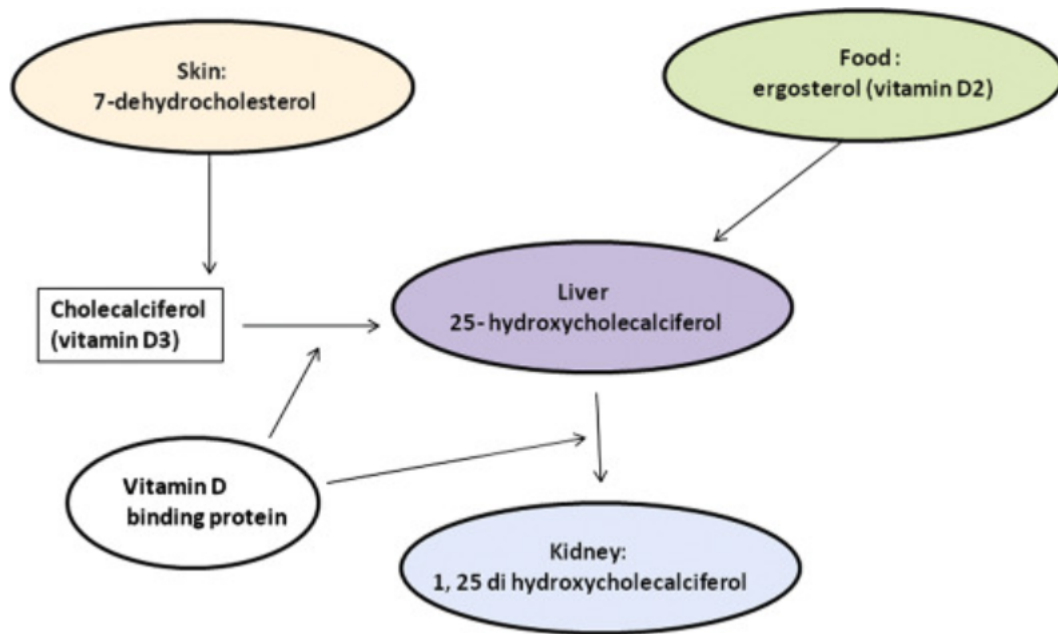 Skin:
7-dehydrocholesterol
Food :
ergosterol (vitamin D2)
Cholecalciferol
(vitamin D3)
Liver
25- hydroxycholecalciferol
Vitamin D
binding protein
Kidney:
1, 25 di hydroxycholecalciferol